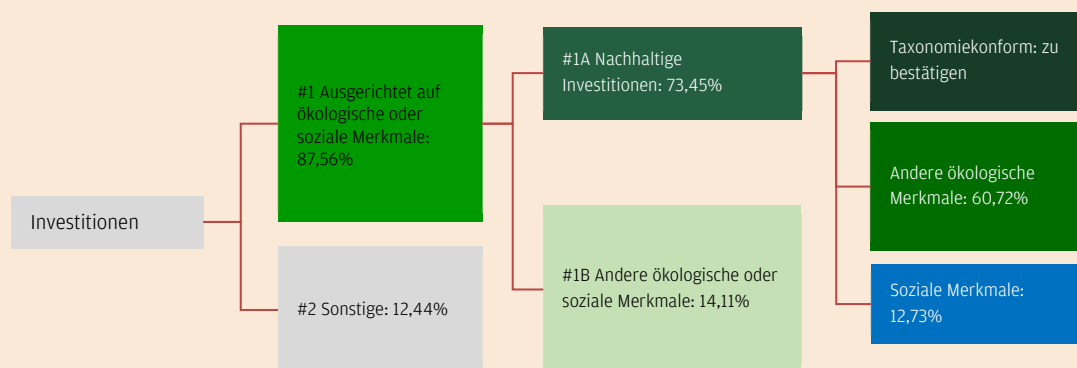 Investitionen
#1 Ausgerichtet auf
ökologische oder
soziale Merkmale:
87,56%
#2 Sonstige: 12,44%
#1A Nachhaltige
Investitionen: 73,45%
#1B Andere ökologische oder
soziale Merkmale: 14,11%
Taxonomiekonform: zu
bestätigen
Andere ökologische
Merkmale: 60,72%
Soziale Merkmale:
12,73%